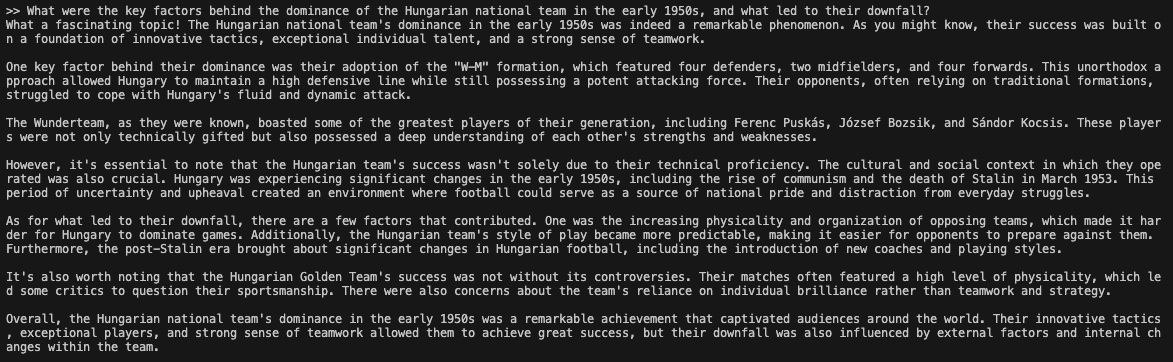 >> What were the key factors behind the dominance of the Hungarian national team in the early 1950s, and what led to their downfall?
What a fascinating topic! The Hungarian national team's dominance in the early 1950s was indeed a remarkable phenomenon. As you might know, their success was built o
n a foundation of innovative tactics, exceptional individual talent, and a strong sense of teamwork.
One key factor behind their dominance was their adoption of the "W-M" formation, which featured four defenders, two midfielders, and four forwards. This unorthodox a
pproach allowed Hungary to maintain a high defensive line while still possessing a potent attacking force. Their opponents, often relying on traditional formations,
struggled to cope with Hungary's fluid and dynamic attack.
The Wunderteam, as they were known, boasted some of the greatest players of their generation, including Ferenc Puskás, József Bozsik, and Sándor Kocsis. These player
s were not only technically gifted but also possessed a deep understanding of each other's strengths and weaknesses.
However, it's essential to note that the Hungarian team's success wasn't solely due to their technical proficiency. The cultural and social context in which they ope
rated was also crucial. Hungary was experiencing significant changes in the early 1950s, including the rise of communism and the death of Stalin in March 1953. This
period of uncertainty and upheaval created an environment where football could serve as a source of national pride and distraction from everyday struggles.
As for what led to their downfall, there are a few factors that contributed. One was the increasing physicality and organization of opposing teams, which made it har
der for Hungary to dominate games. Additionally, the Hungarian team's style of play became more predictable, making it easier for opponents to prepare against them.
Furthermore, the post-Stalin era brought about significant changes in Hungarian football, including the introduction of new coaches and playing styles.
It's also worth noting that the Hungarian Golden Team's success was not without its controversies. Their matches often featured a high level of physicality, which le
d some critics to question their sportsmanship. There were also concerns about the team's reliance on individual brilliance rather than teamwork and strategy.
Overall, the Hungarian national team's dominance in the early 1950s was a remarkable achievement that captivated audiences around the world. Their innovative tactics
, exceptional players, and strong sense of teamwork allowed them to achieve great success, but their downfall was also influenced by external factors and internal ch
anges within the team.